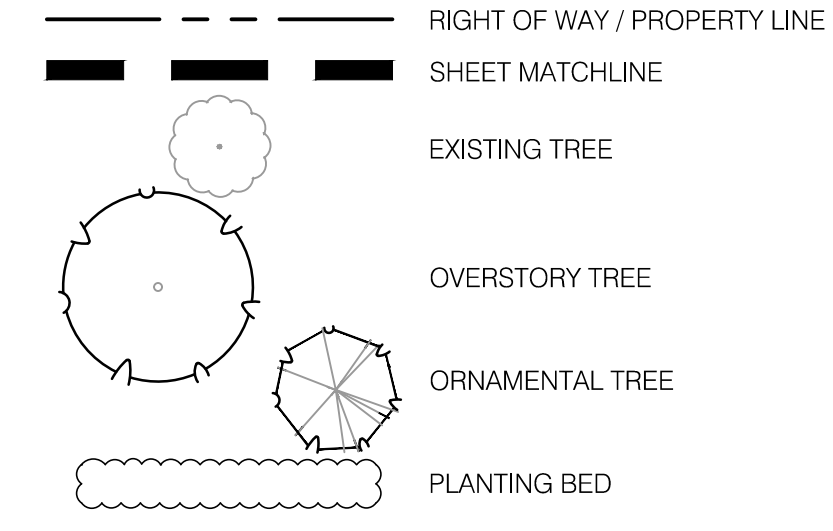 RIGHT OF WAY / PROPERTY LINE
SHEET MATCHLINE
EXISTING TREE
OVERSTORY TREE
ORNAMENTAL TREE
PLANTING BED